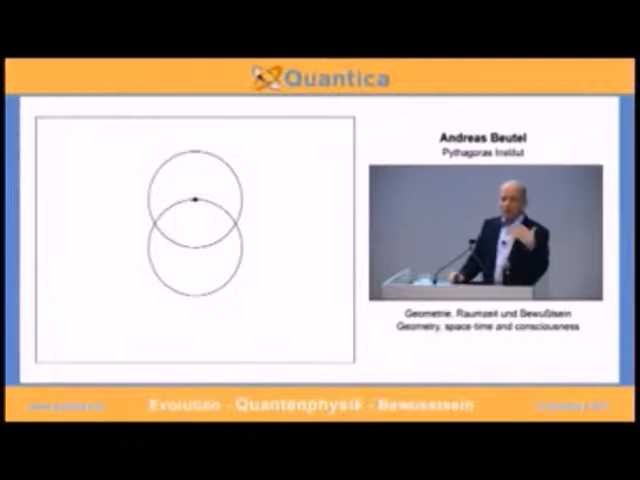 Quantica
Andreas Beutel
Pythagoras Institut
Geometrie, Raumzeit und Bewußtsein
Geometry, space-time and consciousness
Evolution - Quantenphysik - Bewusstsein